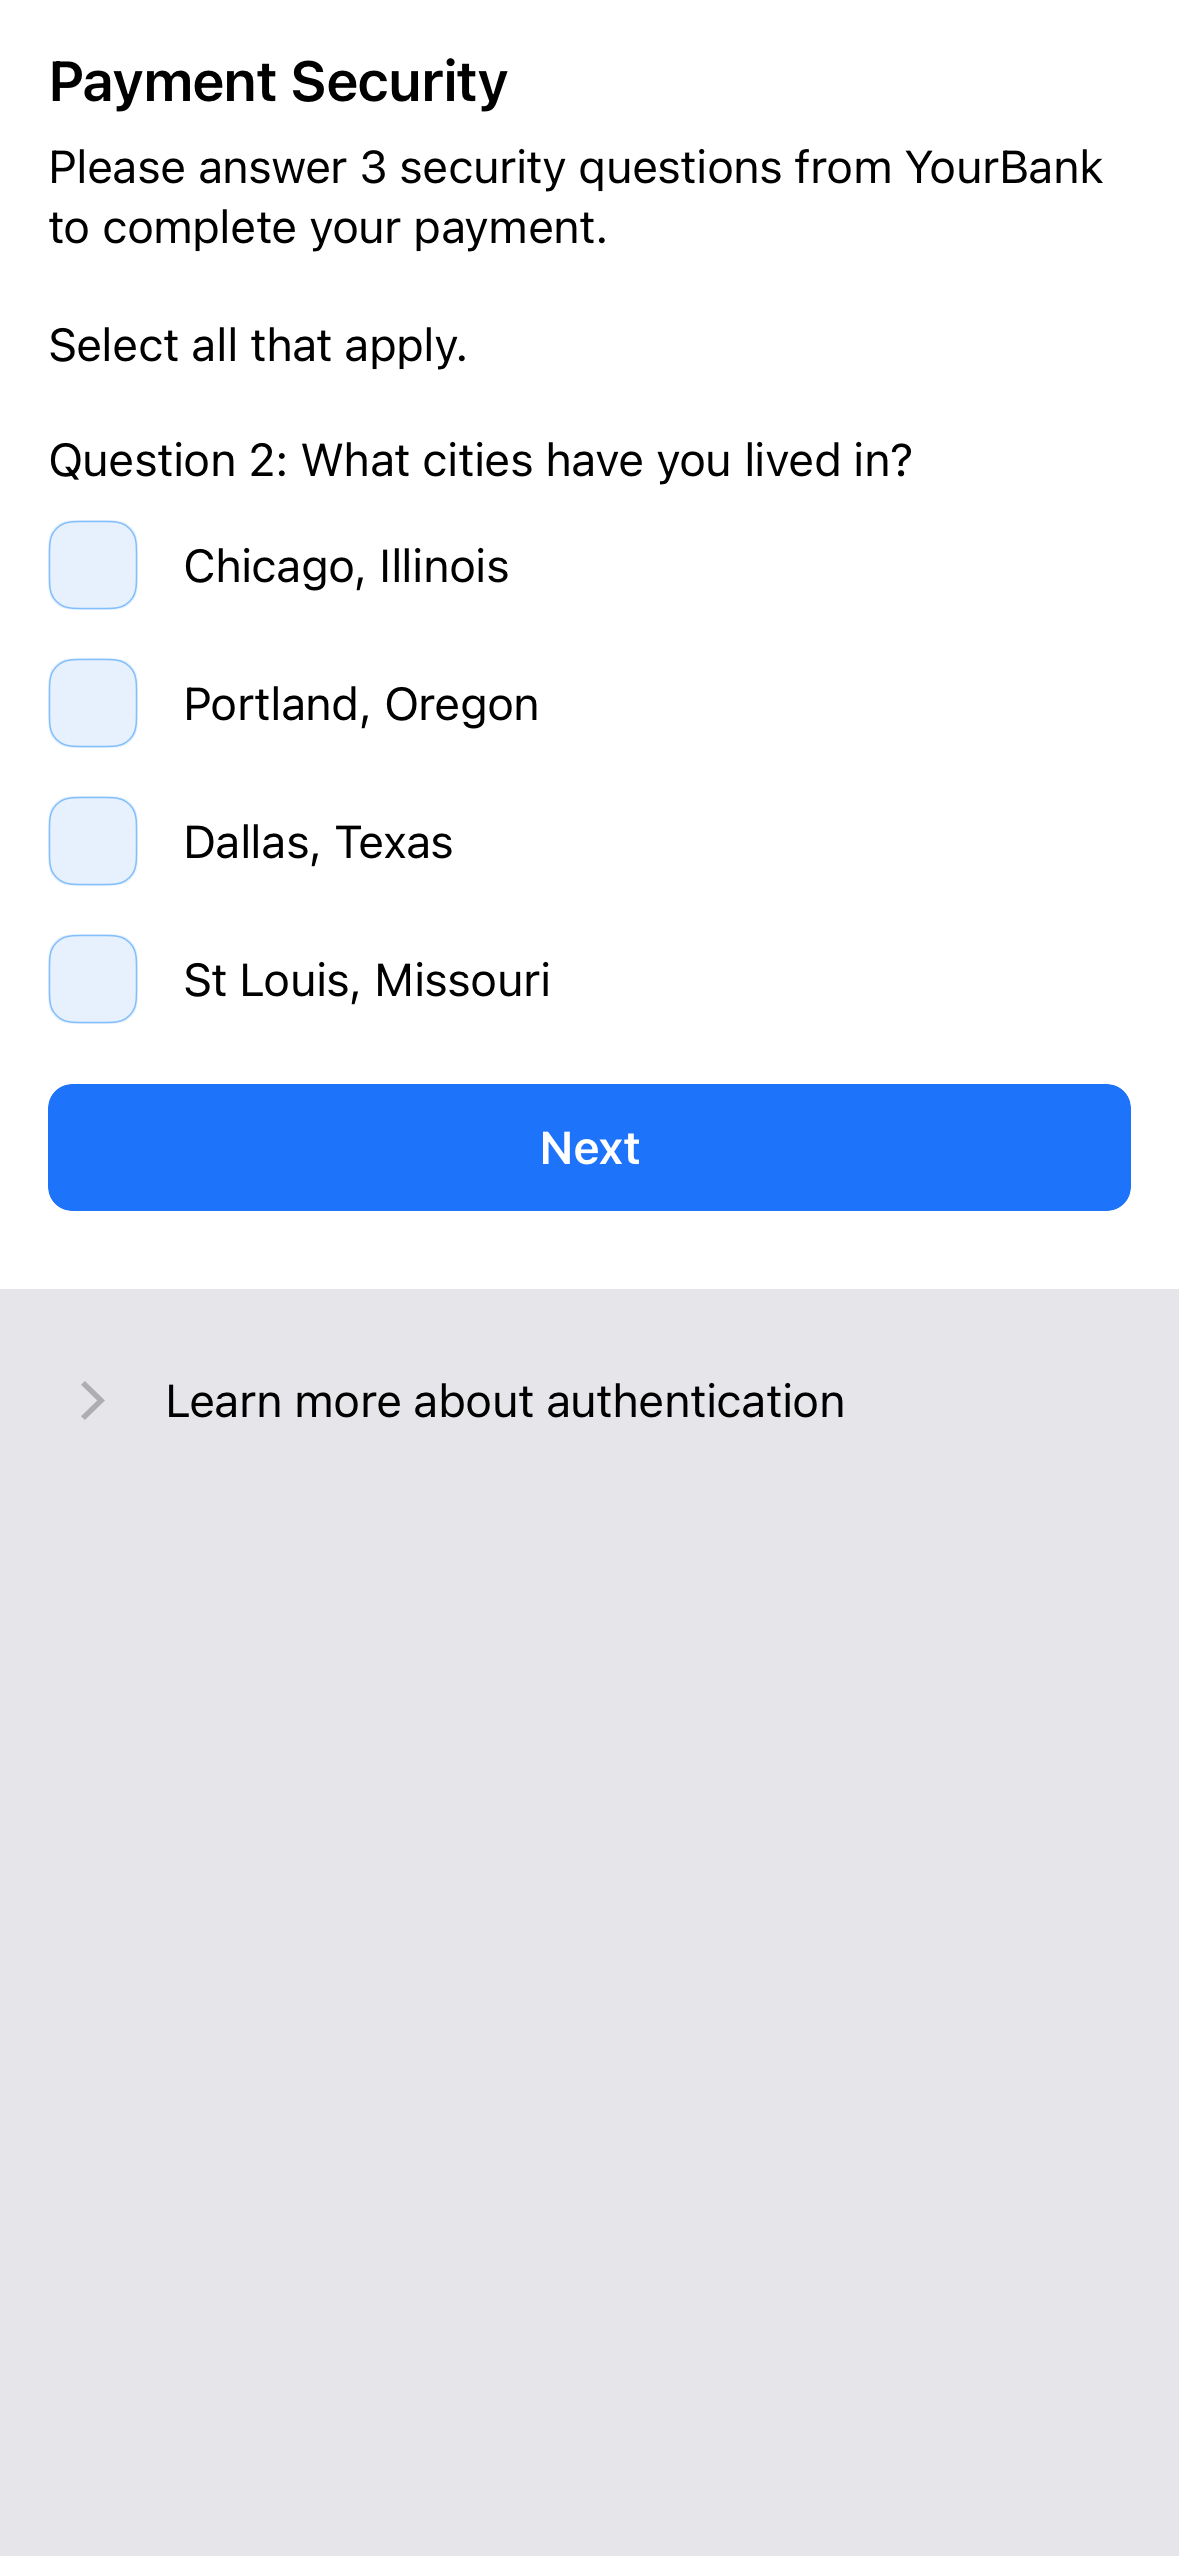 Payment Security
Please answer 3 security questions from YourBank
to complete your payment.
Select all that apply.
Question 2: What cities have you lived in?
Chicago, Illinois
Portland, Oregon
Dallas, Texas
St Louis, Missouri
Next
Learn more about authentication